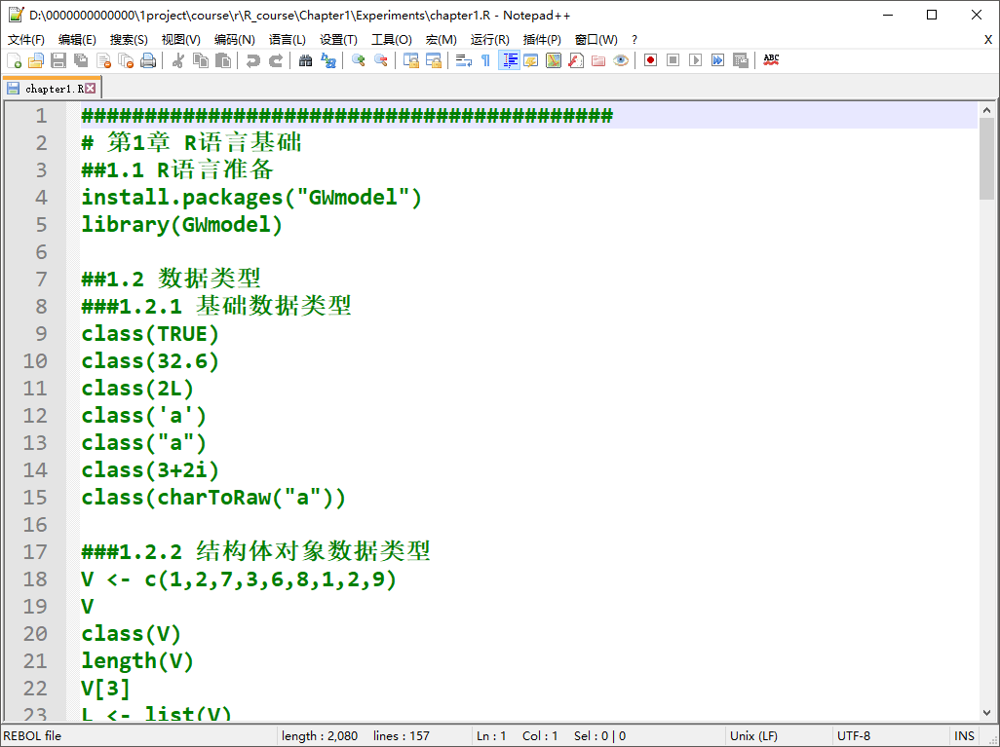 D:\0000000000000\1project\course\r\R_course\Chapter1\Experiments\chapter1.R - Notepad++
文件(F) 编辑(E) 搜索(S) 视图(V) 编码(N) 语言(L) 设置(T) 工具(O) 宏(M) 运行(R) 插件(P) 窗口(W) ? X
ABC
chapter1.R
1 ##########################################
2 # 第1章 R语言基础
3 ##1.1 R语言准备
4 install.packages("GWmodel")
5 library(GWmodel)
6
7 ##1.2 数据类型
8 ###1.2.1 基础数据类型
9 class(TRUE)
10 class(32.6)
11 class(2L)
12 class('a')
13 class("a")
14 class(3+2i)
15 class(charToRaw("a"))
16
17 ###1.2.2 结构体对象数据类型
18 V <- c(1,2,7,3,6,8,1,2,9)
19 V
20 class(V)
21 length(V)
22 V[3]
23 L <- list(V)
REBOL file length : 2,080 lines : 157 Ln : 1 Col : 1 Sel : 0 | 0 Unix (LF) UTF-8 INS